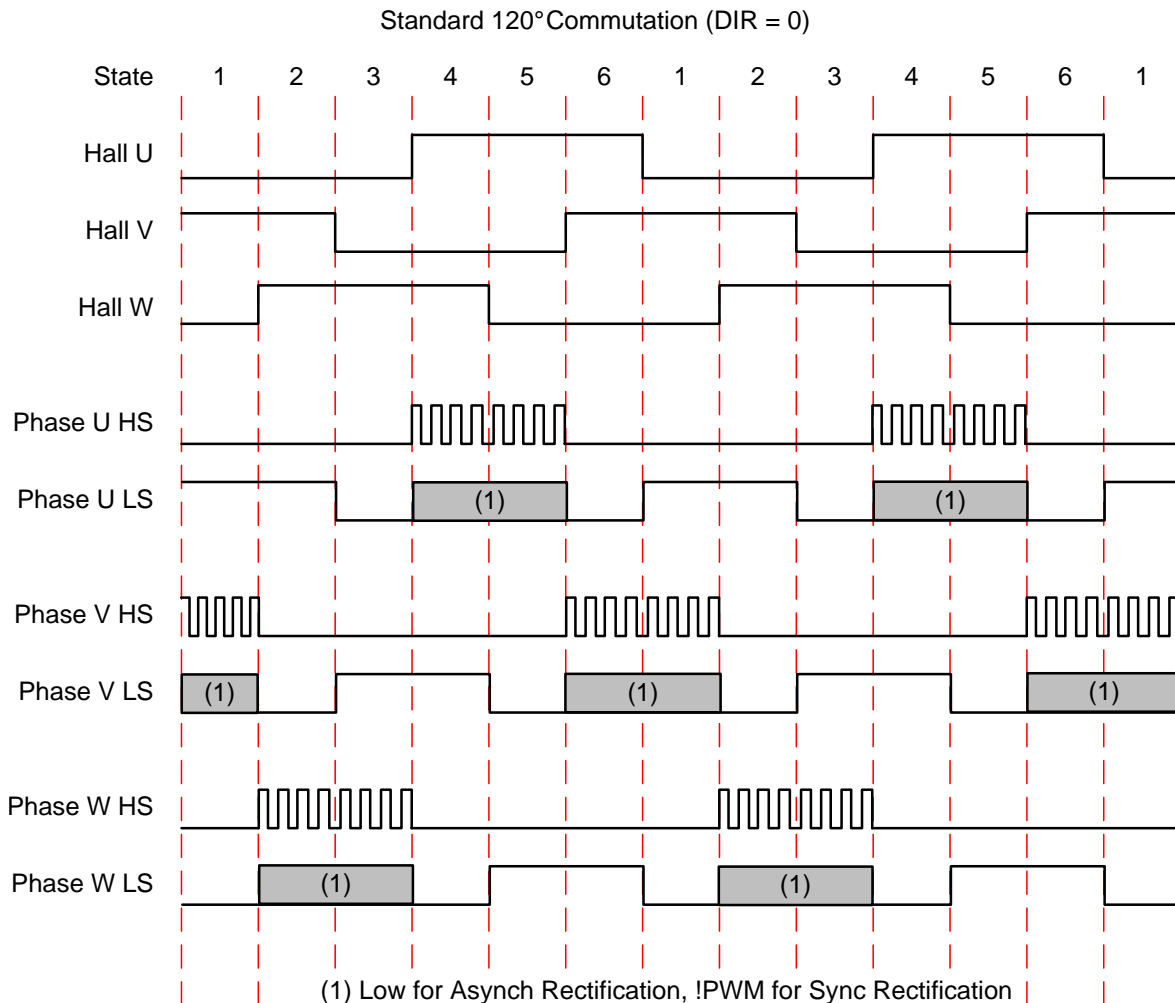 Standard 120°Commutation (DIR = 0)
State 1 2 3 4 5 6 1 2 3 4 5 6 1
Hall U
Hall V
Hall W
Phase U HS
Phase U LS (1) (1)
Phase V HS
Phase V LS (1) (1) (1)
Phase W HS
Phase W LS (1) (1)
(1) Low for Asynch Rectification, !PWM for Sync Rectification